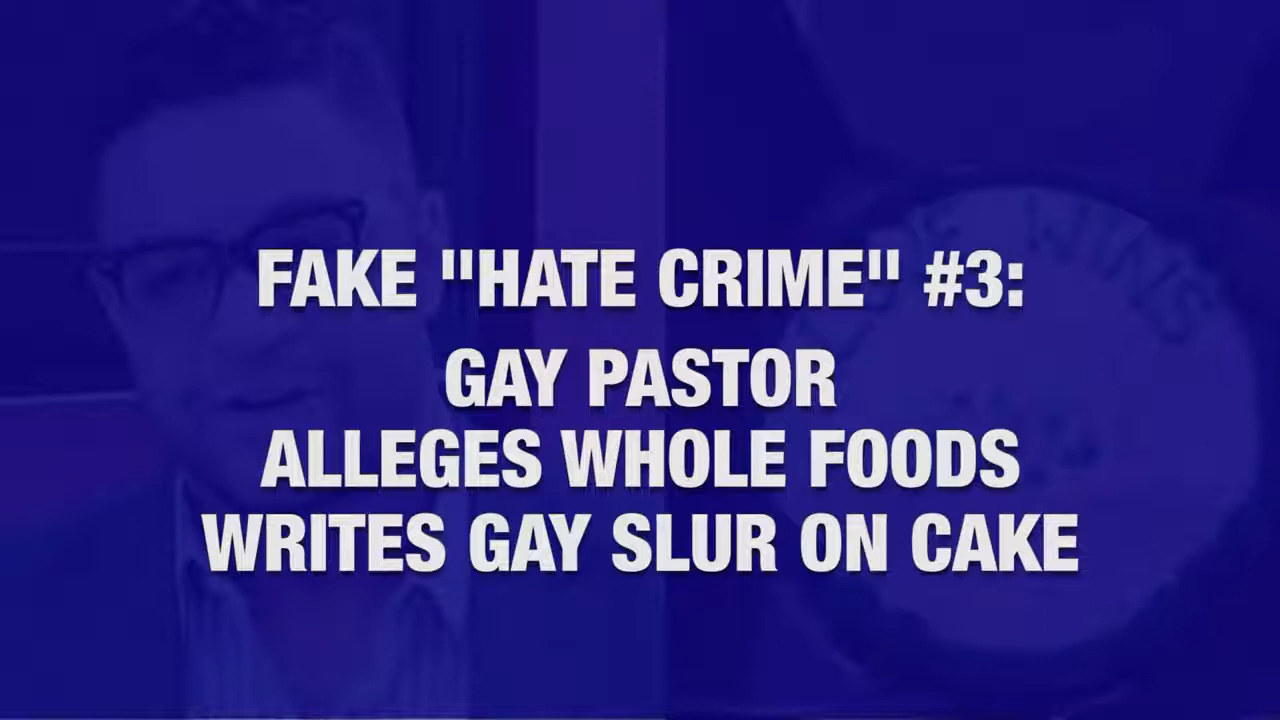 FAKE "HATE CRIME" #3:
GAY PASTOR
ALLEGES WHOLE FOODS
WRITES GAY SLUR ON CAKE